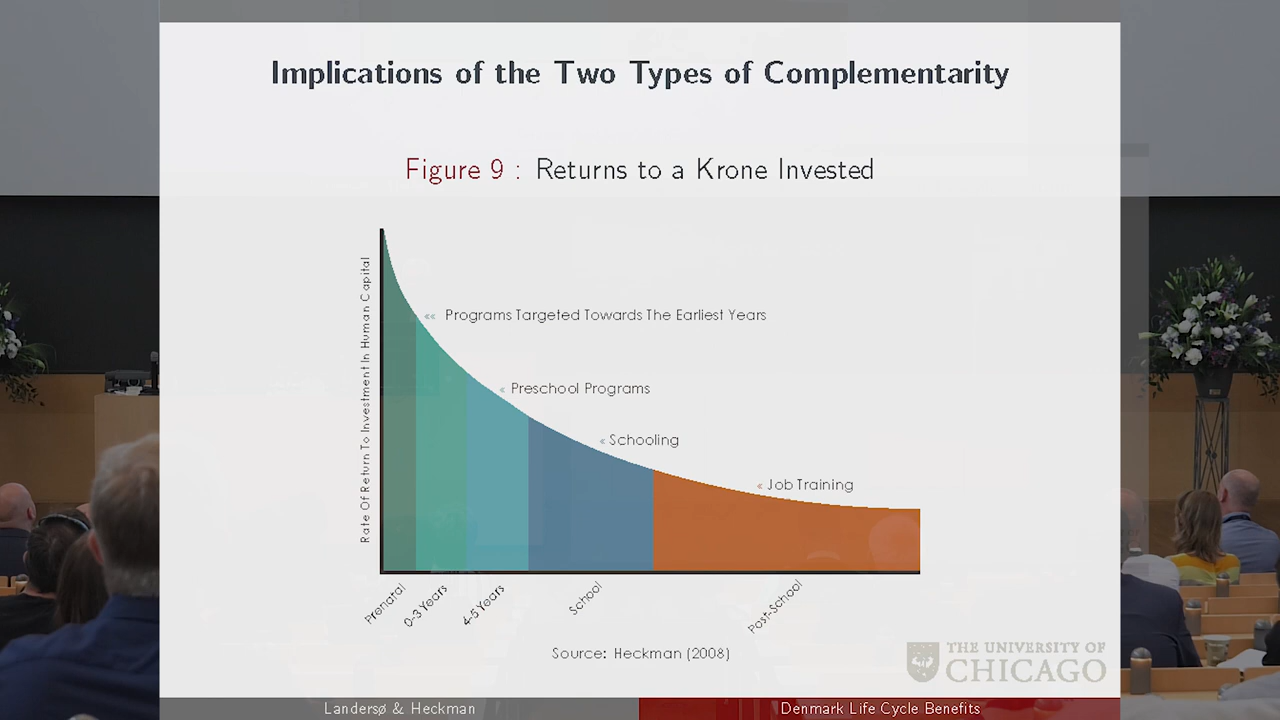 Implications of the Two Types of Complementarity
Figure 9 : Returns to a Krone Invested
Rate Of Return To Investment In Human Capital
« Programs Targeted Towards The Earliest Years
« Preschool Programs
« Schooling
« Job Training
Prenatal
0-3 Years
4-5 Years
School
Post-School
Source: Heckman (2008)
THE UNIVERSITY OF
CHICAGO
Landersø & Heckman
Denmark Life Cycle Benefits